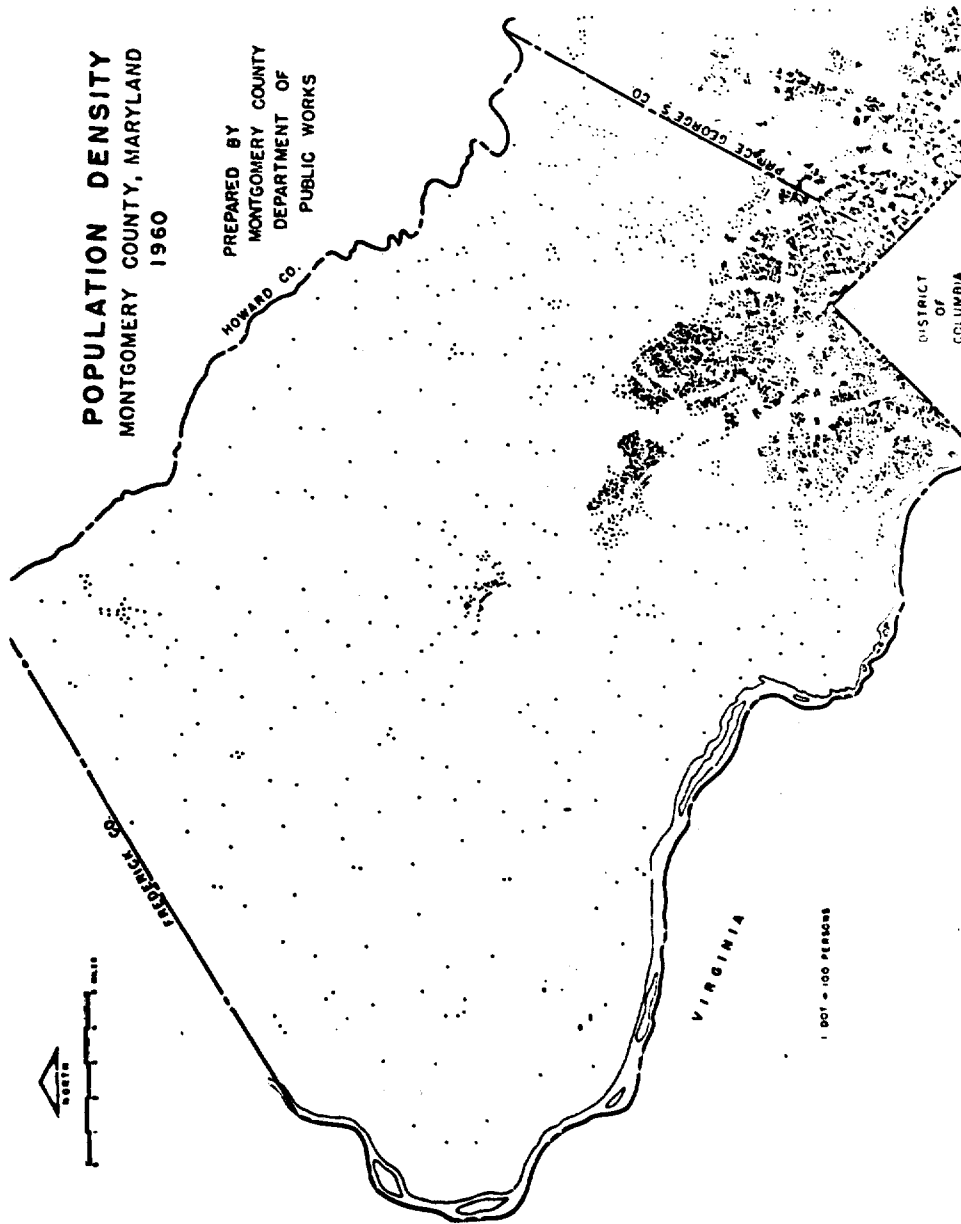 POPULATION DENSITY
MONTGOMERY COUNTY, MARYLAND
1960
PREPARED BY
MONTGOMERY COUNTY
DEPARTMENT OF
PUBLIC WORKS
NORTH
MILES
FREDERICK CO.
HOWARD CO.
PRINCE GEORGE'S CO
DISTRICT
OF
COLUMBIA
VIRGINIA
1 DOT = 100 PERSONS